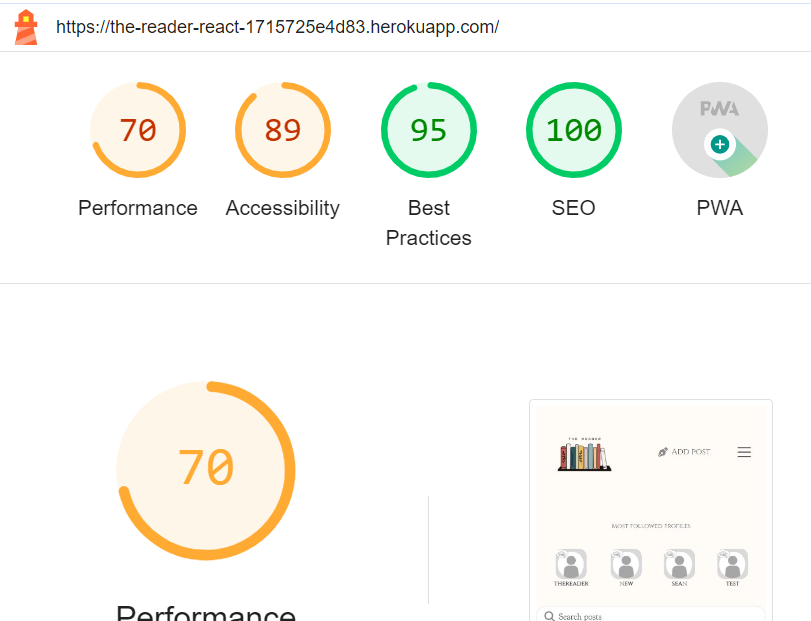 https://the-reader-react-1715725e4d83.herokuapp.com/
70 89 95 100 PWA
Performance Accessibility Best Practices SEO PWA
70
Performance
THE READER
ADD POST
MOST FOLLOWED PROFILES
THEREADER NEW SEAN TEST
Search posts